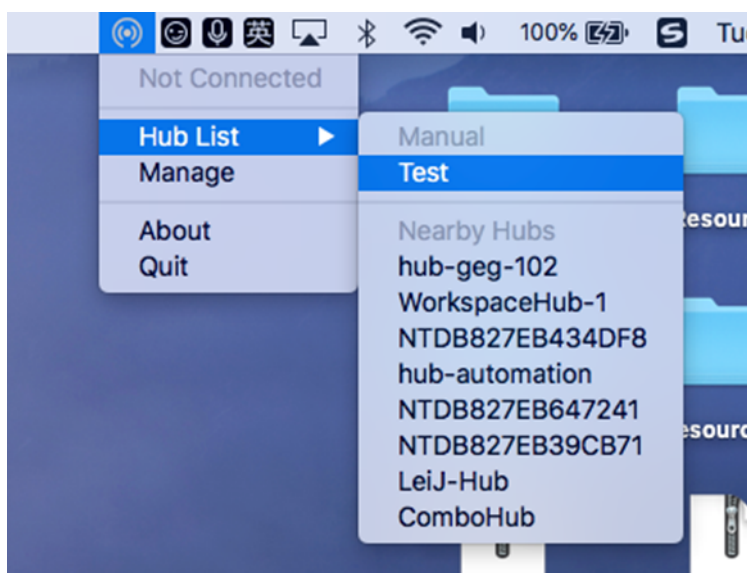 英
100%
S
Tu
Not Connected
Hub List
Manual
Manage
Test
About
Nearby Hubs
Quit
hub-geg-102
WorkspaceHub-1
NTDB827EB434DF8
hub-automation
NTDB827EB647241
NTDB827EB39CB71
LeiJ-Hub
ComboHub
esour
esourc